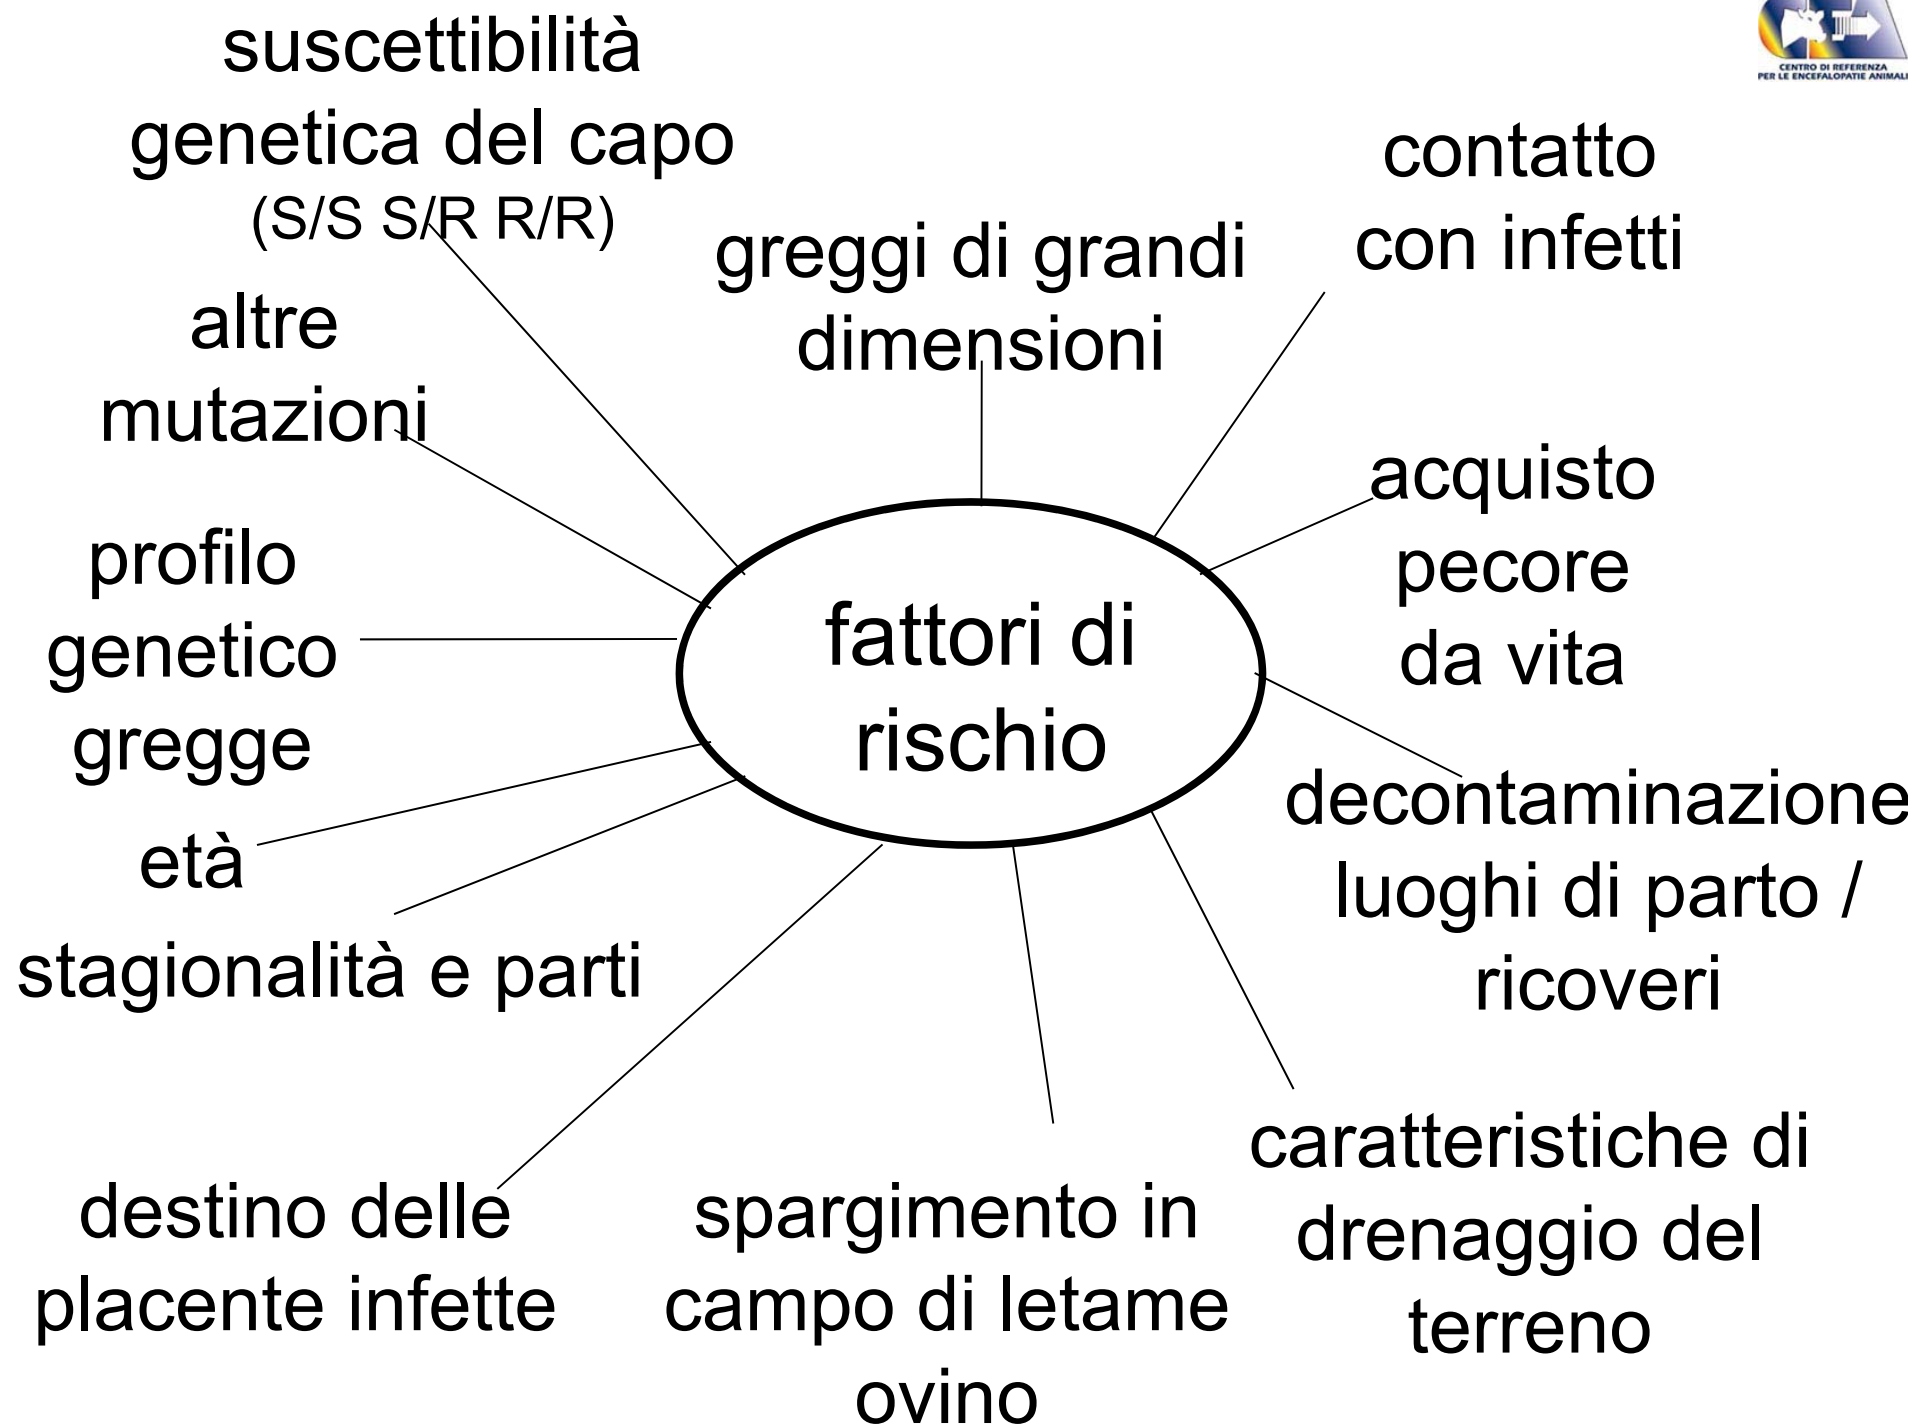 CENTRO DI REFERENZA
PER LE ENCEFALOPATIE ANIMALI
suscettibilità
genetica del capo
(S/S S/R R/R)
greggi di grandi
dimensioni
contatto
con infetti
altre
mutazioni
acquisto
pecore
da vita
profilo
genetico
gregge
fattori di
rischio
età
decontaminazione
luoghi di parto /
ricoveri
stagionalità e parti
destino delle
placente infette
spargimento in
campo di letame
ovino
caratteristiche di
drenaggio del
terreno